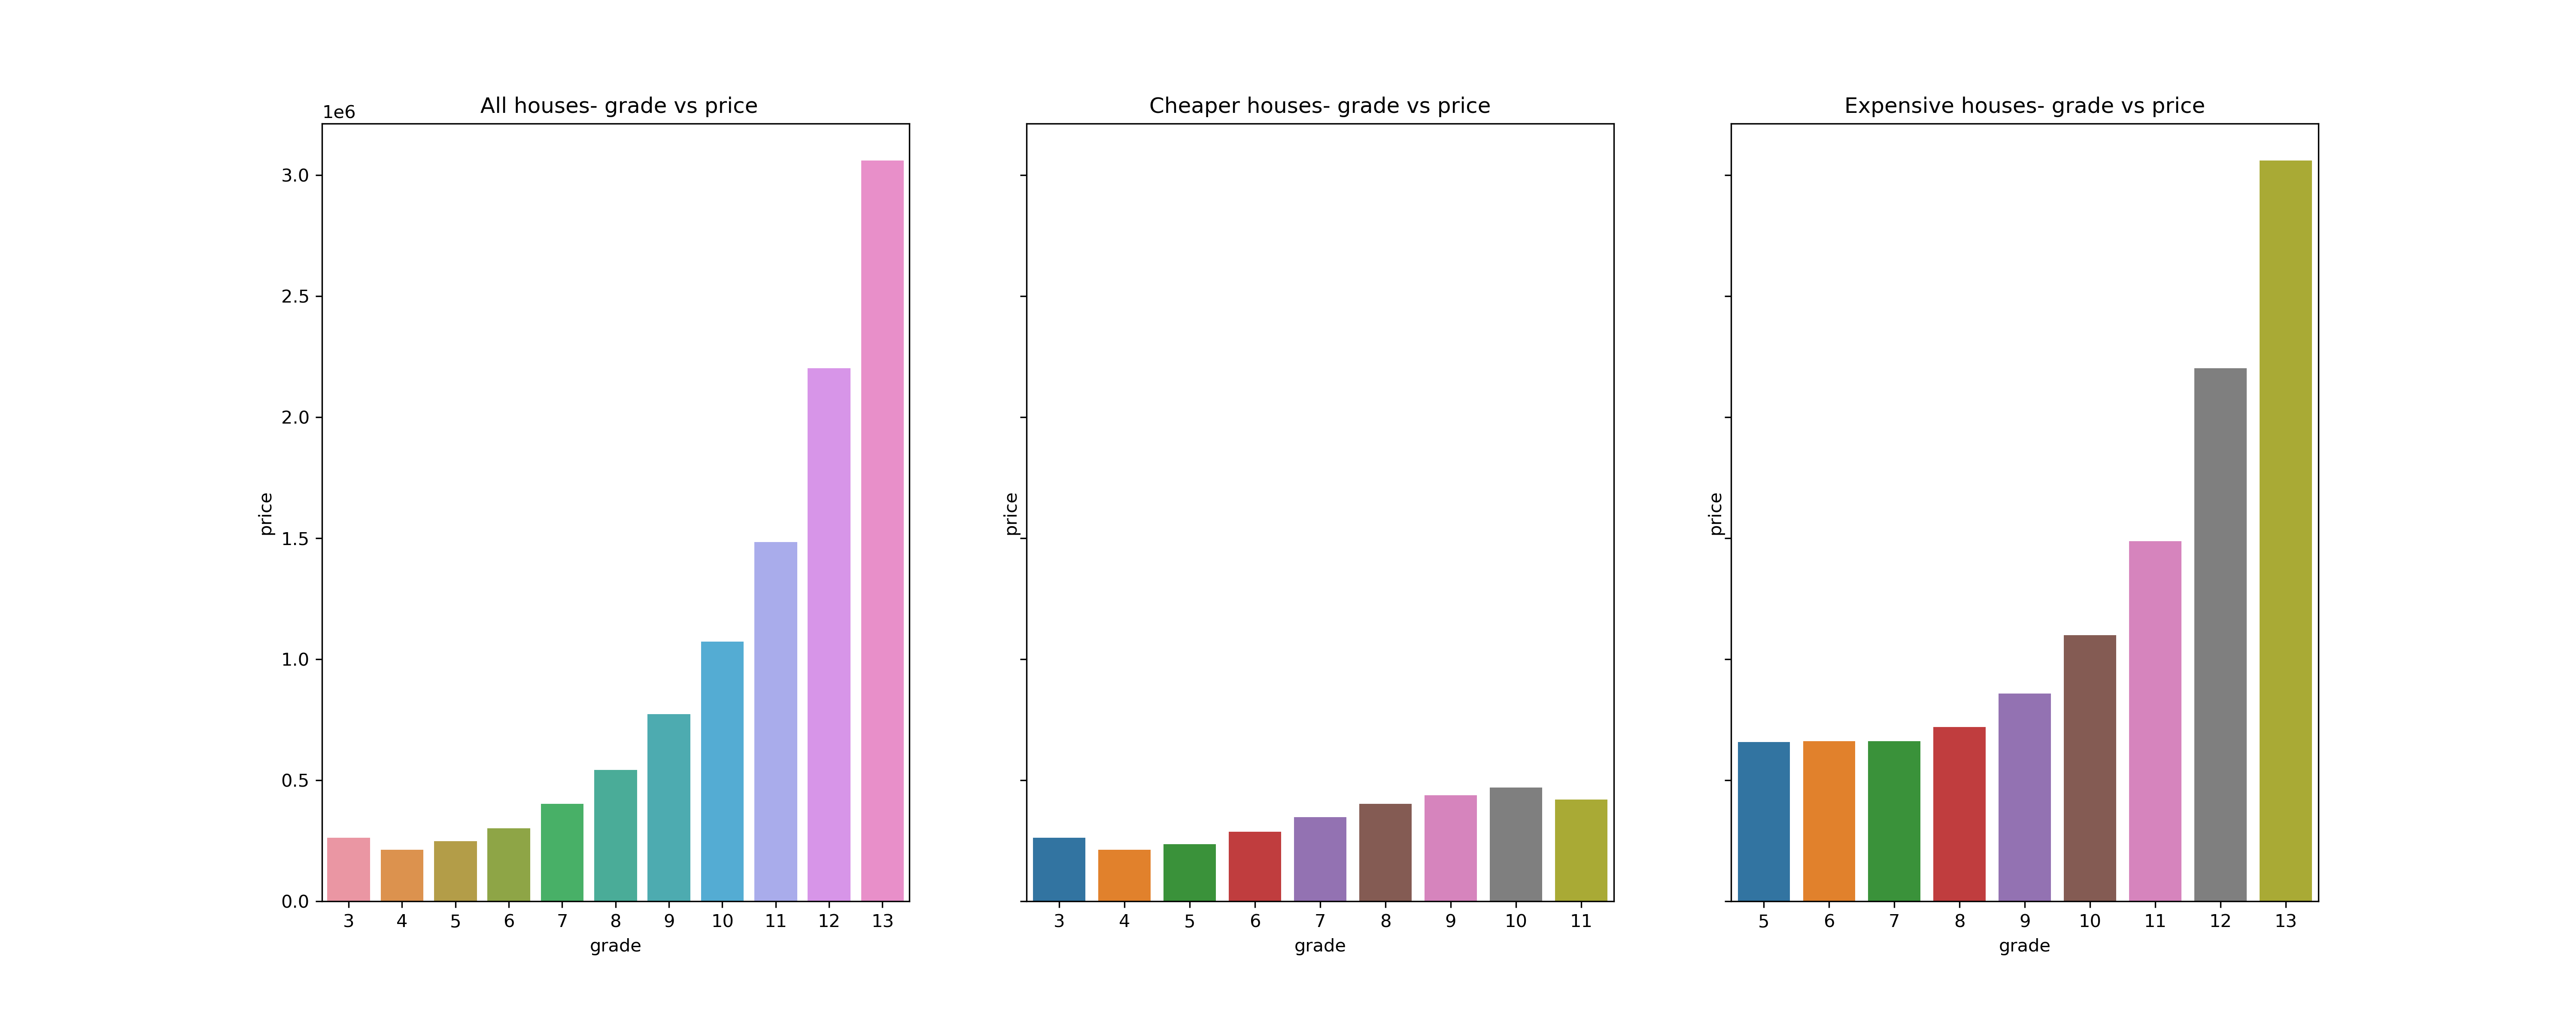 All houses- grade vs price
1e6
3.0
2.5
2.0
1.5
1.0
0.5
0.0
price
3 4 5 6 7 8 9 10 11 12 13
grade
Cheaper houses- grade vs price
price
3 4 5 6 7 8 9 10 11
grade
Expensive houses- grade vs price
price
5 6 7 8 9 10 11 12 13
grade